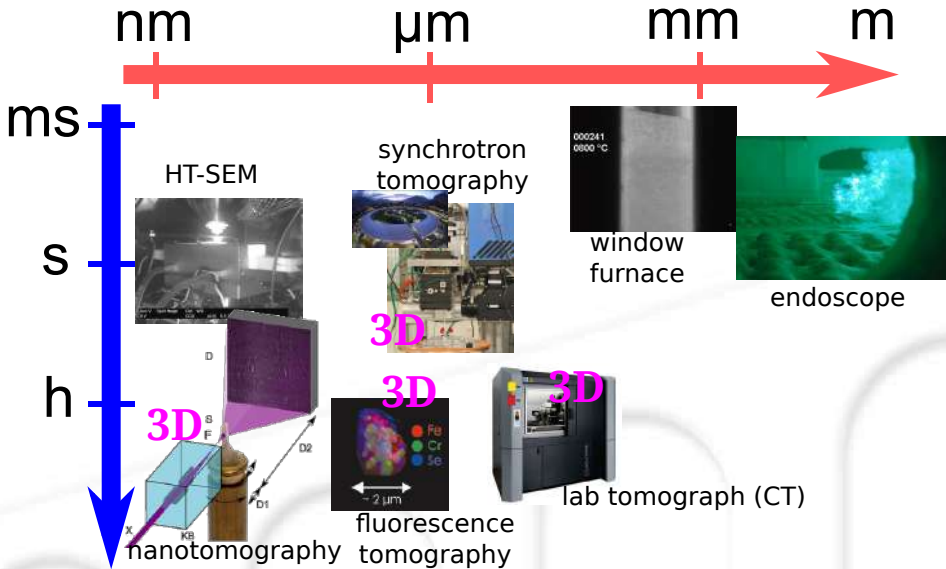 nm
µm
mm
m
ms
s
h
HT-SEM
synchrotron
tomography
000241
0800 °C
window
furnace
endoscope
3D
3D
3D
3D
D
S
F
D2
D1
X
KB
nanotomography
Fe
Cr
Se
~ 2 µm
fluorescence
tomography
lab tomograph (CT)